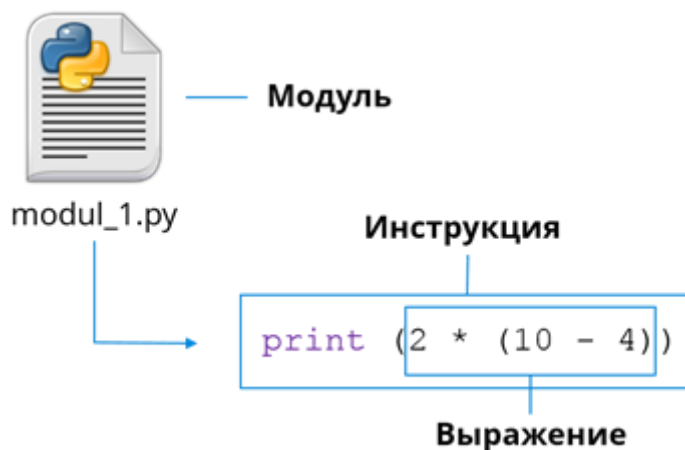 Модуль
modul_1.py
Инструкция
print (2 * (10 - 4))
Выражение